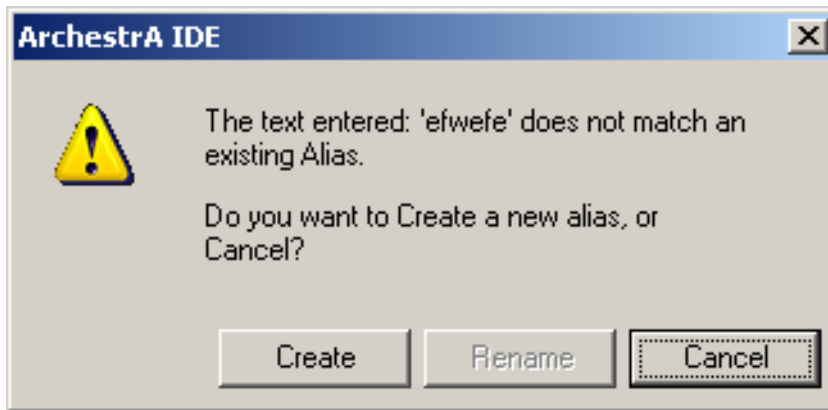 ArchestrA IDE
The text entered: 'efwefe' does not match an
existing Alias.
Do you want to Create a new alias, or
Cancel?
Create Rename Cancel